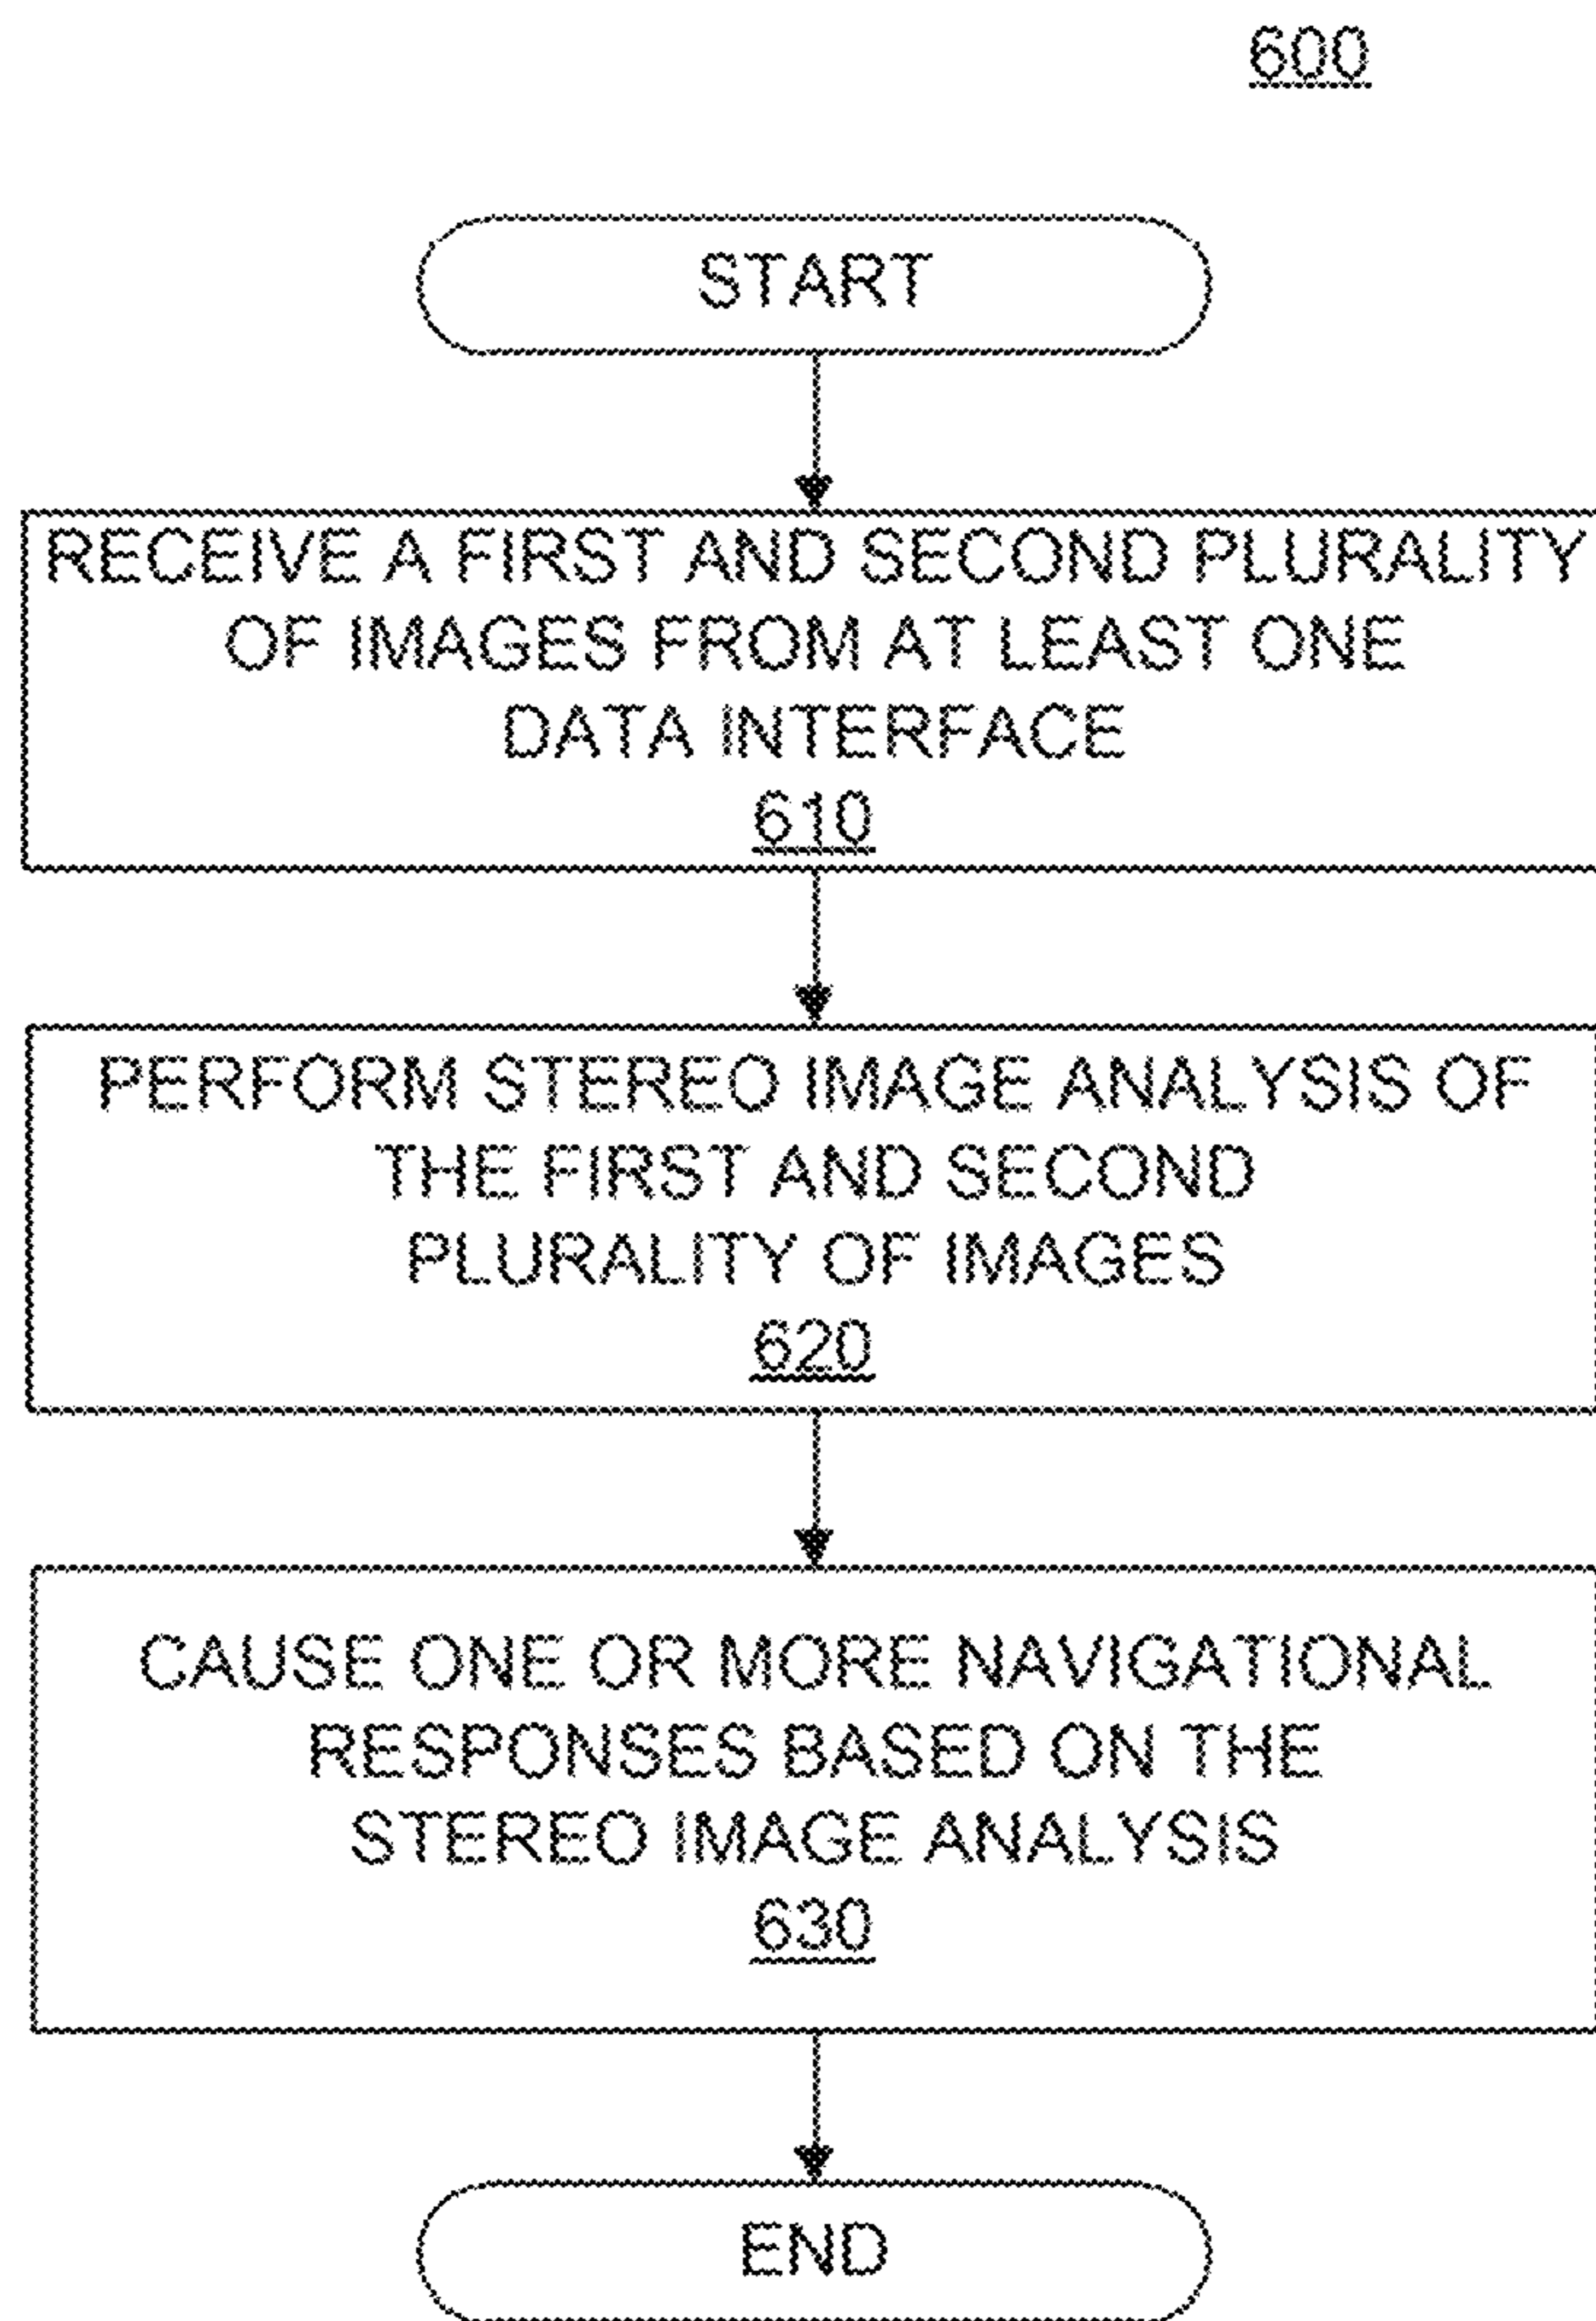 600
START
RECEIVE A FIRST AND SECOND PLURALITY
OF IMAGES FROM AT LEAST ONE
DATA INTERFACE
610
PERFORM STEREO IMAGE ANALYSIS OF
THE FIRST AND SECOND
PLURALITY OF IMAGES
620
CAUSE ONE OR MORE NAVIGATIONAL
RESPONSES BASED ON THE
STEREO IMAGE ANALYSIS
630
END